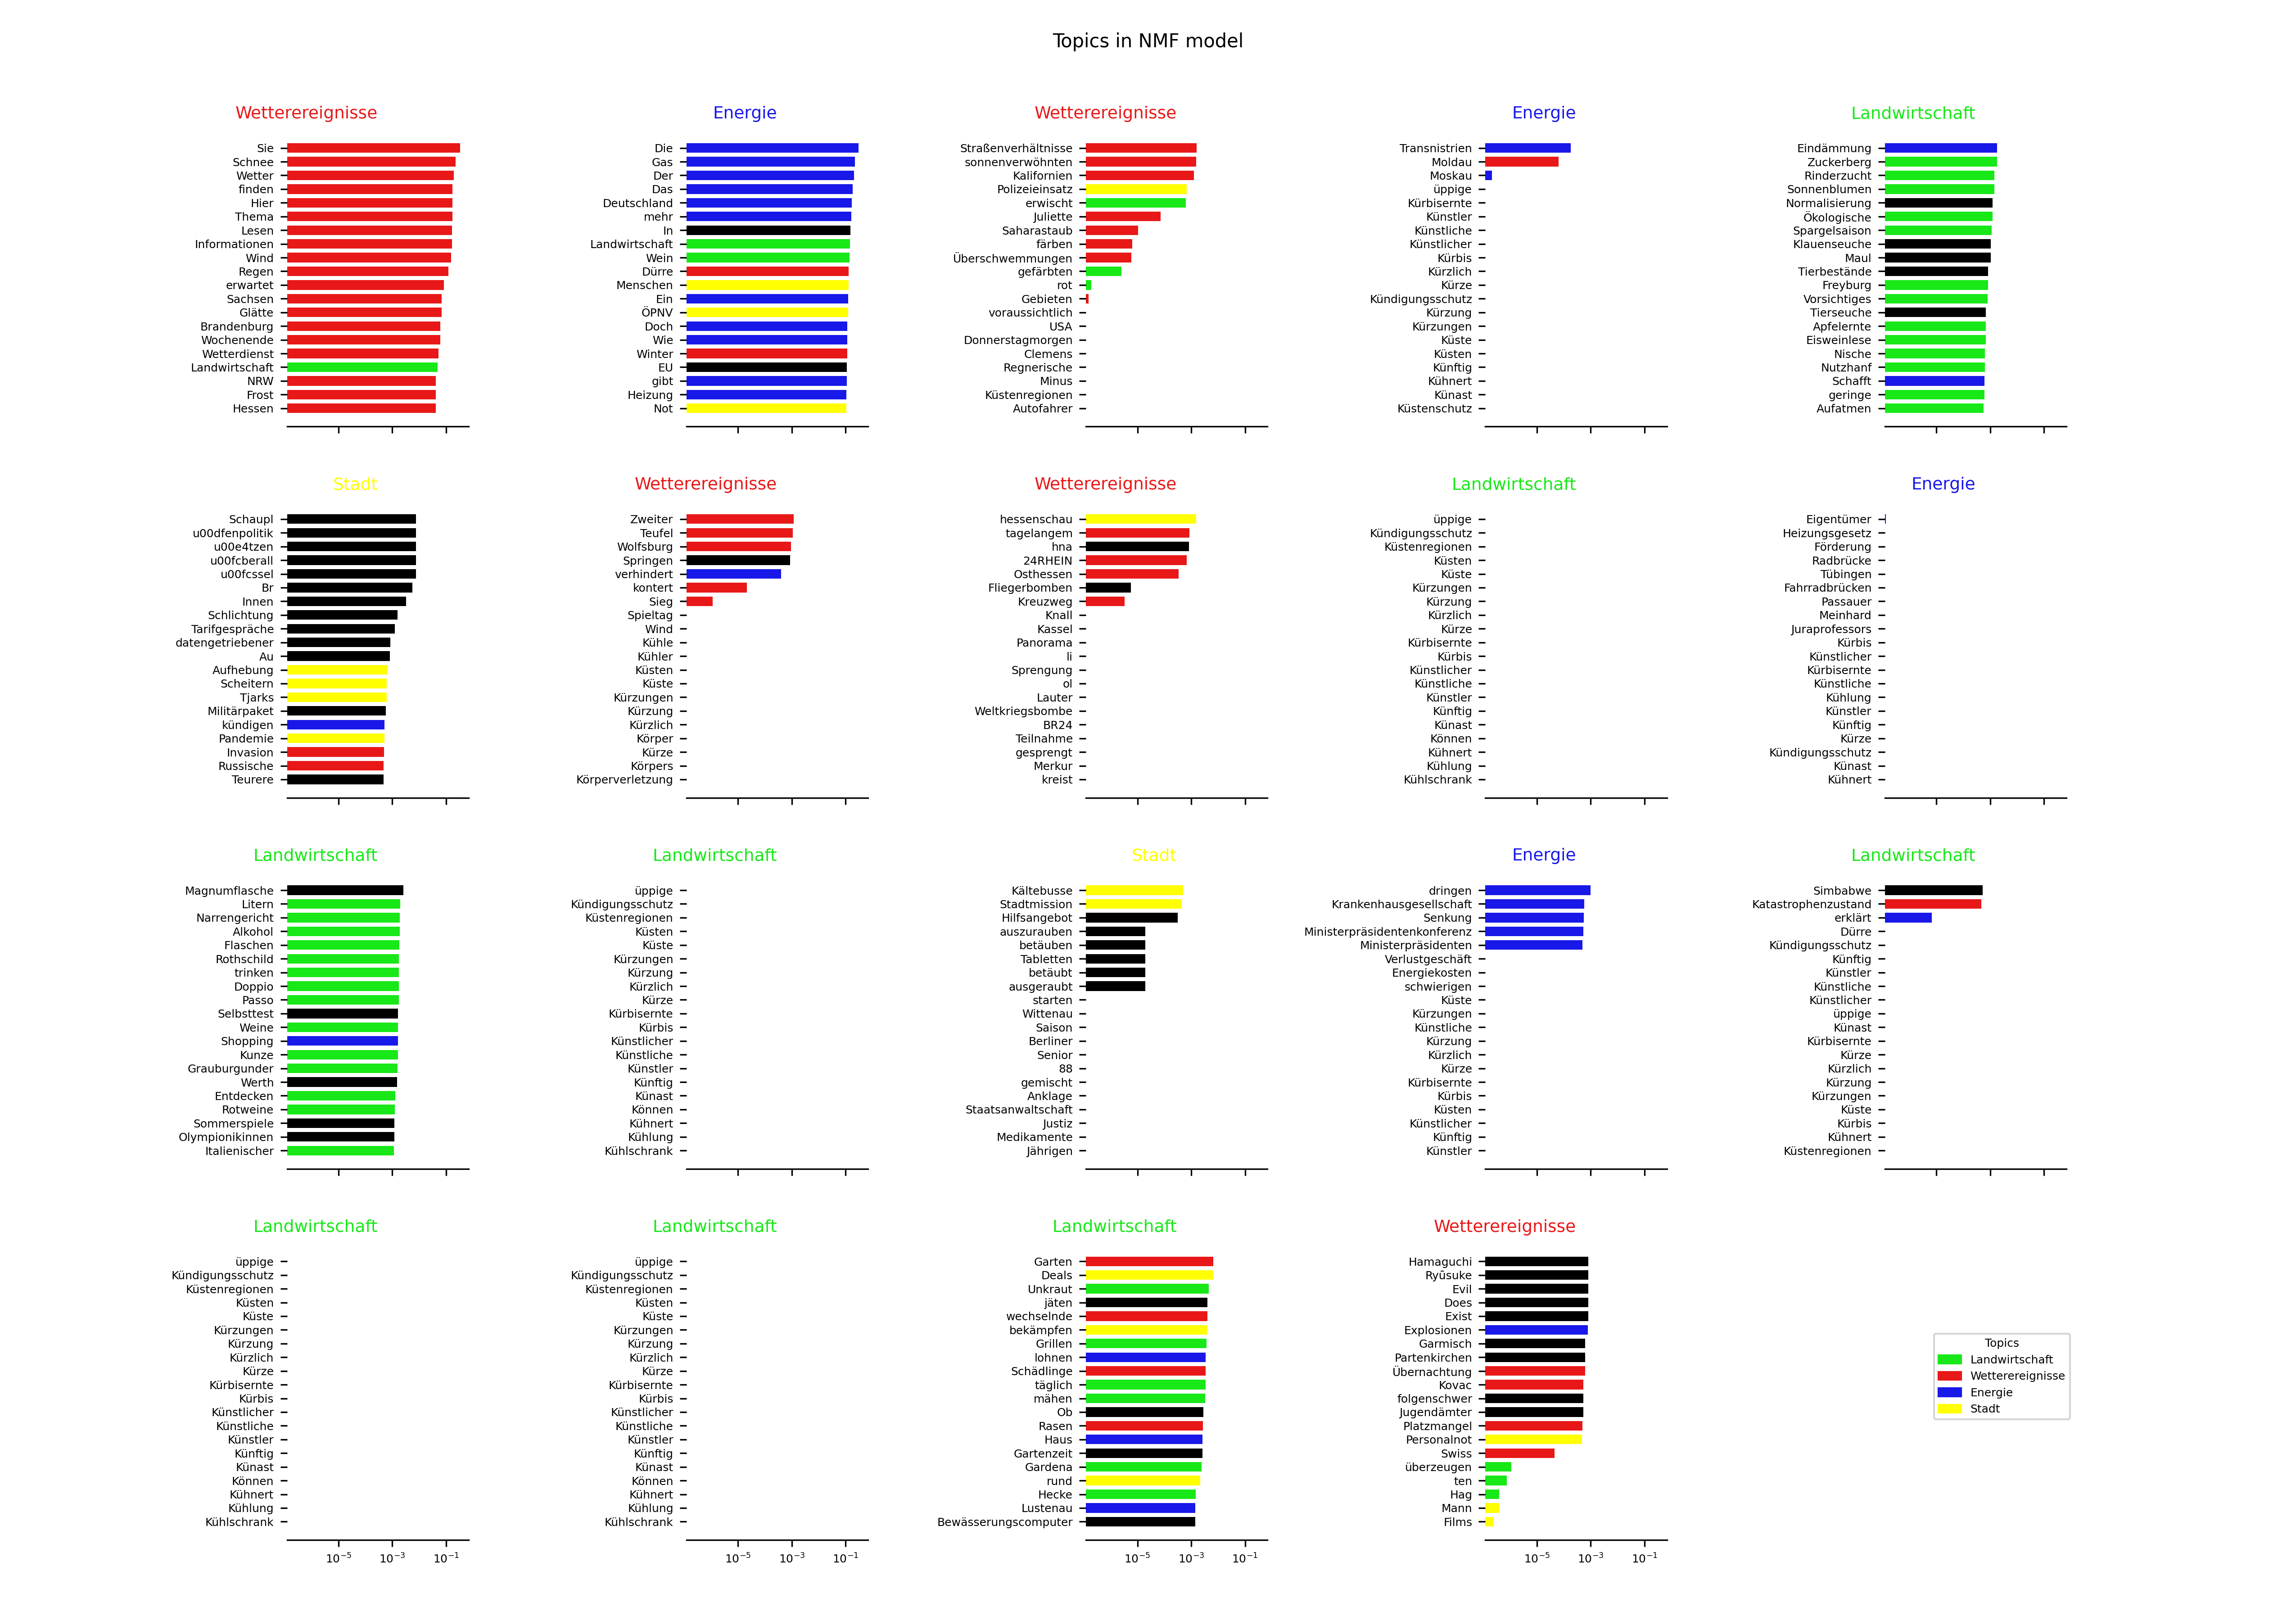 Topics in NMF model
Wetterereignisse
Sie
Schnee
Wetter
finden
Hier
Thema
Lesen
Informationen
Wind
Regen
erwartet
Sachsen
Glätte
Brandenburg
Wochenende
Wetterdienst
Landwirtschaft
NRW
Frost
Hessen
Energie
Die
Gas
Der
Das
Deutschland
mehr
In
Landwirtschaft
Wein
Dürre
Menschen
Ein
ÖPNV
Doch
Wie
Winter
EU
gibt
Heizung
Not
Wetterereignisse
Straßenverhältnisse
sonnenverwöhnten
Kalifornien
Polizeieinsatz
erwischt
Juliette
Saharastaub
färben
Überschwemmungen
gefärbten
rot
Gebieten
voraussichtlich
USA
Donnerstagmorgen
Clemens
Regnerische
Minus
Küstenregionen
Autofahrer
Energie
Transnistrien
Moldau
Moskau
üppige
Kürbisernte
Künstler
Künstliche
Künstlicher
Kürbis
Kürzlich
Kürze
Kündigungsschutz
Kürzung
Kürzungen
Küste
Küsten
Künftig
Kühnert
Künast
Küstenschutz
Landwirtschaft
Eindämmung
Zuckerberg
Rinderzucht
Sonnenblumen
Normalisierung
Ökologische
Spargelsaison
Klauenseuche
Maul
Tierbestände
Freyburg
Vorsichtiges
Tierseuche
Apfelernte
Eisweinlese
Nische
Nutzhanf
Schafft
geringe
Aufatmen
Stadt
Schaupl
u00dfenpolitik
u00e4tzen
u00fcberall
u00fcssel
Br
Innen
Schlichtung
Tarifgespräche
datengetriebener
Au
Aufhebung
Scheitern
Tjarks
Militärpaket
kündigen
Pandemie
Invasion
Russische
Teurere
Wetterereignisse
Zweiter
Teufel
Wolfsburg
Springen
verhindert
kontert
Sieg
Spieltag
Wind
Kühle
Kühler
Küsten
Küste
Kürzungen
Kürzung
Kürzlich
Körper
Kürze
Körpers
Körperverletzung
Wetterereignisse
hessenschau
tagelangem
hna
24RHEIN
Osthessen
Fliegerbomben
Kreuzweg
Knall
Kassel
Panorama
li
Sprengung
ol
Lauter
Weltkriegsbombe
BR24
Teilnahme
gesprengt
Merkur
kreist
Landwirtschaft
üppige
Kündigungsschutz
Küstenregionen
Küsten
Küste
Kürzungen
Kürzung
Kürzlich
Kürze
Kürbisernte
Kürbis
Künstlicher
Künstliche
Künstler
Künftig
Künast
Können
Kühnert
Kühlung
Kühlschrank
Energie
Eigentümer
Heizungsgesetz
Förderung
Radbrücke
Tübingen
Fahrradbrücken
Passauer
Meinhard
Juraprofessors
Kürbis
Künstlicher
Kürbisernte
Künstliche
Kühlung
Künstler
Künftig
Kürze
Kündigungsschutz
Künast
Kühnert
Landwirtschaft
Magnumflasche
Litern
Narrengericht
Alkohol
Flaschen
Rothschild
trinken
Doppio
Passo
Selbsttest
Weine
Shopping
Kunze
Grauburgunder
Werth
Entdecken
Rotweine
Sommerspiele
Olympionikinnen
Italienischer
Landwirtschaft
üppige
Kündigungsschutz
Küstenregionen
Küsten
Küste
Kürzungen
Kürzung
Kürzlich
Kürze
Kürbisernte
Kürbis
Künstlicher
Künstliche
Künstler
Künftig
Künast
Können
Kühnert
Kühlung
Kühlschrank
Stadt
Kältebusse
Stadtmission
Hilfsangebot
auszurauben
betäuben
Tabletten
betäubt
ausgeraubt
starten
Wittenau
Saison
Berliner
Senior
88
gemischt
Anklage
Staatsanwaltschaft
Justiz
Medikamente
Jährigen
Energie
dringen
Krankenhausgesellschaft
Senkung
Ministerpräsidentenkonferenz
Ministerpräsidenten
Verlustgeschäft
Energiekosten
schwierigen
Küste
Kürzungen
Künstliche
Kürzung
Kürzlich
Kürze
Kürbisernte
Kürbis
Küsten
Künstlicher
Künftig
Künstler
Landwirtschaft
Simbabwe
Katastrophenzustand
erklärt
Dürre
Kündigungsschutz
Künftig
Künstler
Künstliche
Künstlicher
üppige
Künast
Kürbisernte
Kürze
Kürzlich
Kürzung
Kürzungen
Küste
Kürbis
Kühnert
Küstenregionen
Landwirtschaft
üppige
Kündigungsschutz
Küstenregionen
Küsten
Küste
Kürzungen
Kürzung
Kürzlich
Kürze
Kürbisernte
Kürbis
Künstlicher
Künstliche
Künstler
Künftig
Künast
Können
Kühnert
Kühlung
Kühlschrank
10⁻⁵ 10⁻³ 10⁻¹
Landwirtschaft
üppige
Kündigungsschutz
Küstenregionen
Küsten
Küste
Kürzungen
Kürzung
Kürzlich
Kürze
Kürbisernte
Kürbis
Künstlicher
Künstliche
Künstler
Künftig
Künast
Können
Kühnert
Kühlung
Kühlschrank
10⁻⁵ 10⁻³ 10⁻¹
Landwirtschaft
Garten
Deals
Unkraut
jäten
wechselnde
bekämpfen
Grillen
lohnen
Schädlinge
täglich
mähen
Ob
Rasen
Haus
Gartenzeit
Gardena
rund
Hecke
Lustenau
Bewässerungscomputer
10⁻⁵ 10⁻³ 10⁻¹
Wetterereignisse
Hamaguchi
Ryūsuke
Evil
Does
Exist
Explosionen
Garmisch
Partenkirchen
Übernachtung
Kovac
folgenschwer
Jugendämter
Platzmangel
Personalnot
Swiss
überzeugen
ten
Hag
Mann
Films
10⁻⁵ 10⁻³ 10⁻¹
Topics
Landwirtschaft
Wetterereignisse
Energie
Stadt